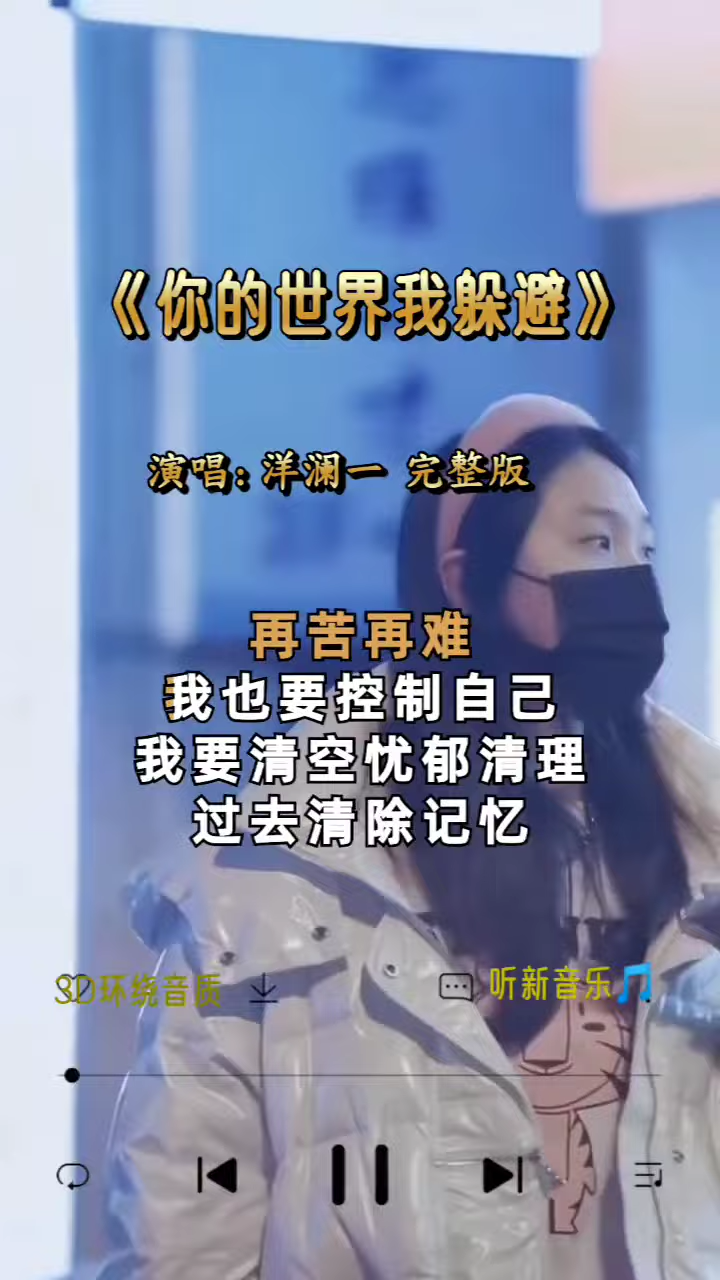 《你的世界我躲避》
演唱:洋澜一 完整版
再苦再难
我也要控制自己
我要清空忧郁清理
过去清除记忆
3D环绕音质
听新音乐